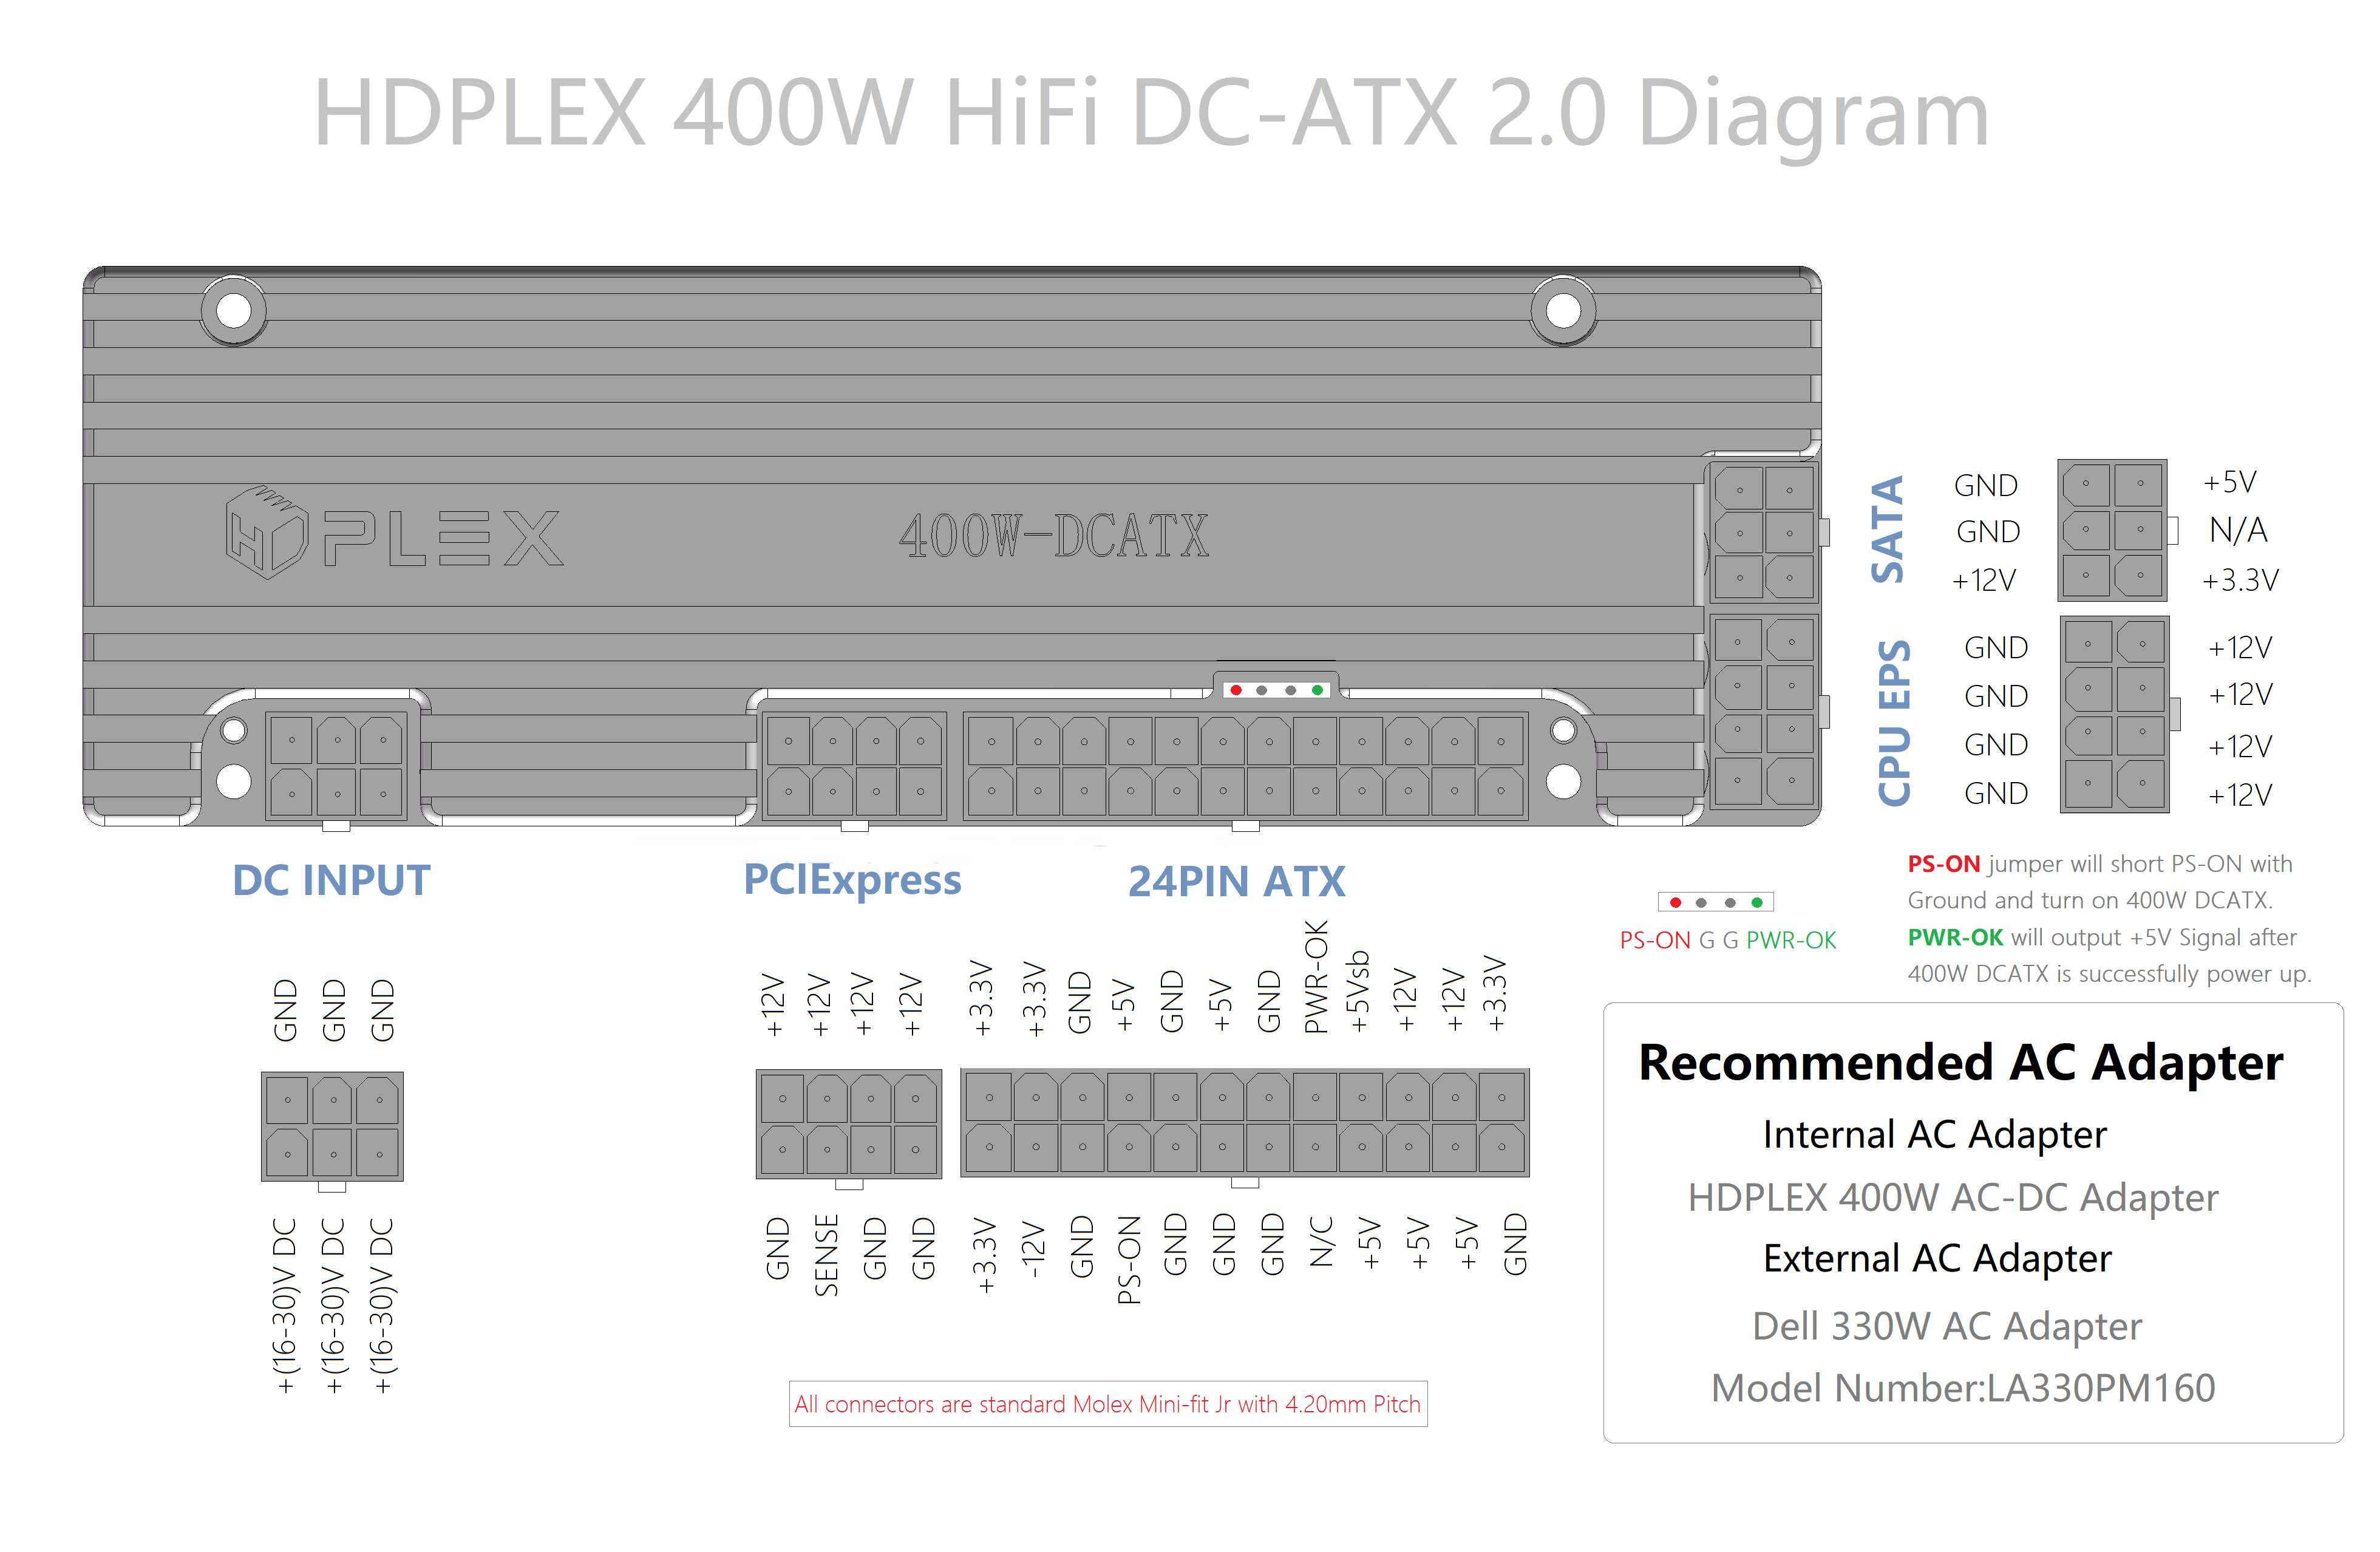 HDPLEX 400W HiFi DC-ATX 2.0 Diagram
HDPLEX
400W-DCATX
SATA
GND +5V
GND N/A
+12V +3.3V
CPU EPS
GND +12V
GND +12V
GND +12V
GND +12V
DC INPUT
PCIExpress
24PIN ATX
PS-ON G G PWR-OK
PS-ON jumper will short PS-ON with
Ground and turn on 400W DCATX.
PWR-OK will output +5V Signal after
400W DCATX is successfully power up.
GND GND GND
+(16-30)V DC +(16-30)V DC +(16-30)V DC
+12V +12V +12V +12V
GND SENSE GND GND
+3.3V +3.3V GND +5V GND +5V GND PWR-OK +5Vsb +12V +12V +3.3V
+3.3V -12V GND PS-ON GND GND GND N/C +5V +5V +5V GND
All connectors are standard Molex Mini-fit Jr with 4.20mm Pitch
Recommended AC Adapter
Internal AC Adapter
HDPLEX 400W AC-DC Adapter
External AC Adapter
Dell 330W AC Adapter
Model Number:LA330PM160